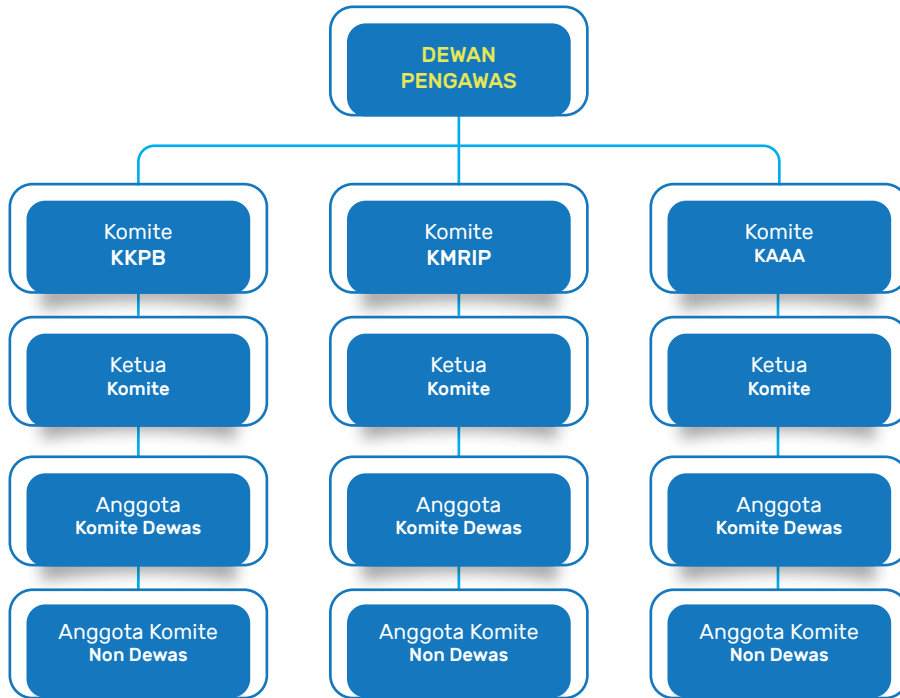 DEWAN
PENGAWAS
Komite
KKPB
Komite
KMRIP
Komite
KAAA
Ketua
Komite
Ketua
Komite
Ketua
Komite
Anggota
Komite Dewas
Anggota
Komite Dewas
Anggota
Komite Dewas
Anggota Komite
Non Dewas
Anggota Komite
Non Dewas
Anggota Komite
Non Dewas